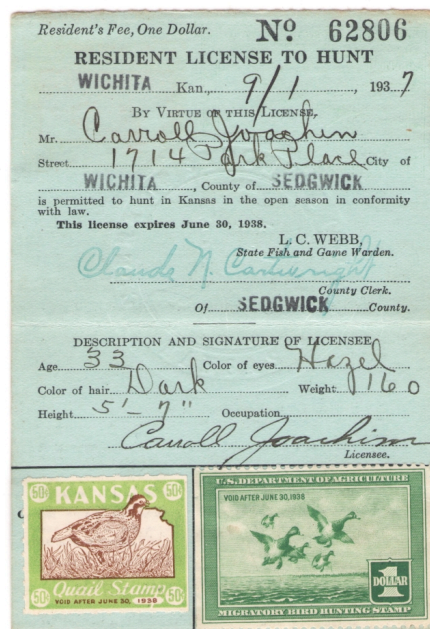 Resident's Fee, One Dollar. No 62806
RESIDENT LICENSE TO HUNT
WICHITA Kan., 9/1, 1937
BY VIRTUE OF THIS LICENSE,
Mr. Carroll Joachim
Street 1714 Park Place City of
WICHITA, County of SEDGWICK
is permitted to hunt in Kansas in the open season in conformity
with law.
This license expires June 30, 1938.
L. C. WEBB,
State Fish and Game Warden.
Claude N. Cartwright
County Clerk.
Of SEDGWICK County.
DESCRIPTION AND SIGNATURE OF LICENSEE
Age 33 Color of eyes Hazel
Color of hair Dark Weight 160
Height 5'-7" Occupation
Carroll Joachim
Licensee.
50¢ KANSAS 50¢
Quail Stamp
50¢ VOID AFTER JUNE 30, 1938 50¢
U.S. DEPARTMENT OF AGRICULTURE
VOID AFTER JUNE 30, 1938
1
DOLLAR
MIGRATORY BIRD HUNTING STAMP